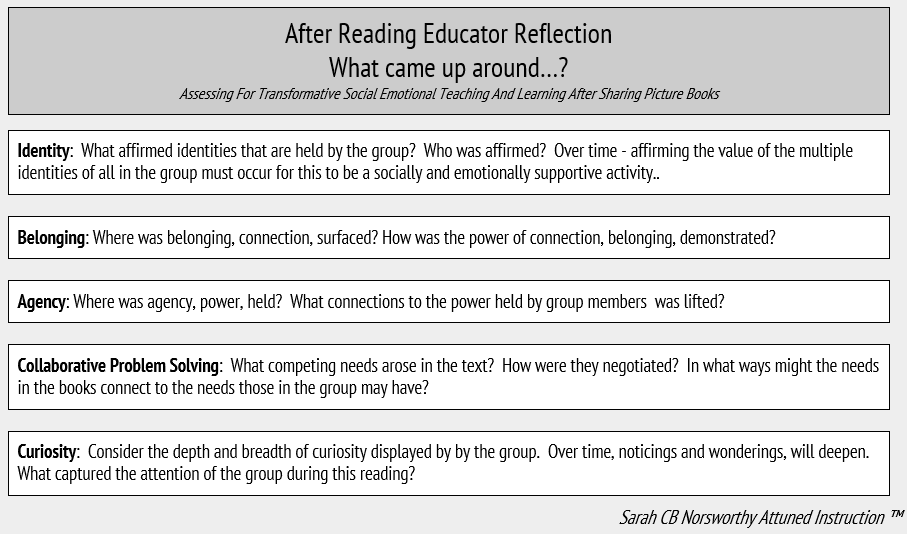 After Reading Educator Reflection
What came up around...?
Assessing For Transformative Social Emotional Teaching And Learning After Sharing Picture Books
Identity:  What affirmed identities that are held by the group?  Who was affirmed?  Over time - affirming the value of the multiple
identities of all in the group must occur for this to be a socially and emotionally supportive activity..
Belonging: Where was belonging, connection, surfaced? How was the power of connection, belonging, demonstrated?
Agency: Where was agency, power, held?  What connections to the power held by group members  was lifted?
Collaborative Problem Solving:  What competing needs arose in the text?  How were they negotiated?  In what ways might the needs
in the books connect to the needs those in the group may have?
Curiosity:  Consider the depth and breadth of curiosity displayed by by the group.  Over time, noticings and wonderings, will deepen.
What captured the attention of the group during this reading?
Sarah CB Norsworthy Attuned Instruction ™